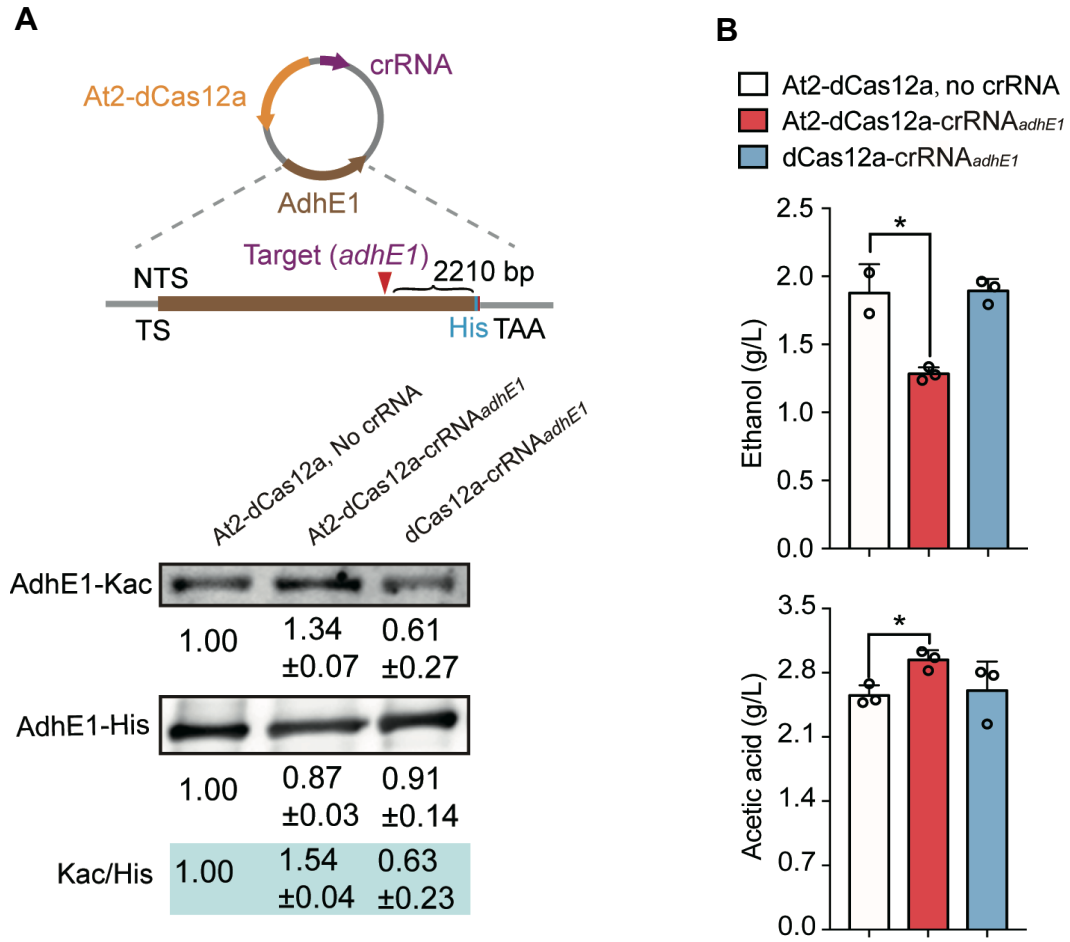 A
crRNA
At2-dCas12a
AdhE1
Target (adhE1)
2210 bp
NTS
TS
His
TAA
At2-dCas12a, No crRNA
At2-dCas12a-crRNAadhE1
dCas12a-crRNAadhE1
AdhE1-Kac
1.00
1.34
±0.07
0.61
±0.27
AdhE1-His
1.00
0.87
±0.03
0.91
±0.14
Kac/His
1.00
1.54
±0.04
0.63
±0.23
B
At2-dCas12a, no crRNA
At2-dCas12a-crRNAadhE1
dCas12a-crRNAadhE1
Ethanol (g/L)
2.5
2.0
1.5
1.0
0.5
0.0
*
Acetic acid (g/L)
3.5
2.8
2.1
1.4
0.7
0.0
*